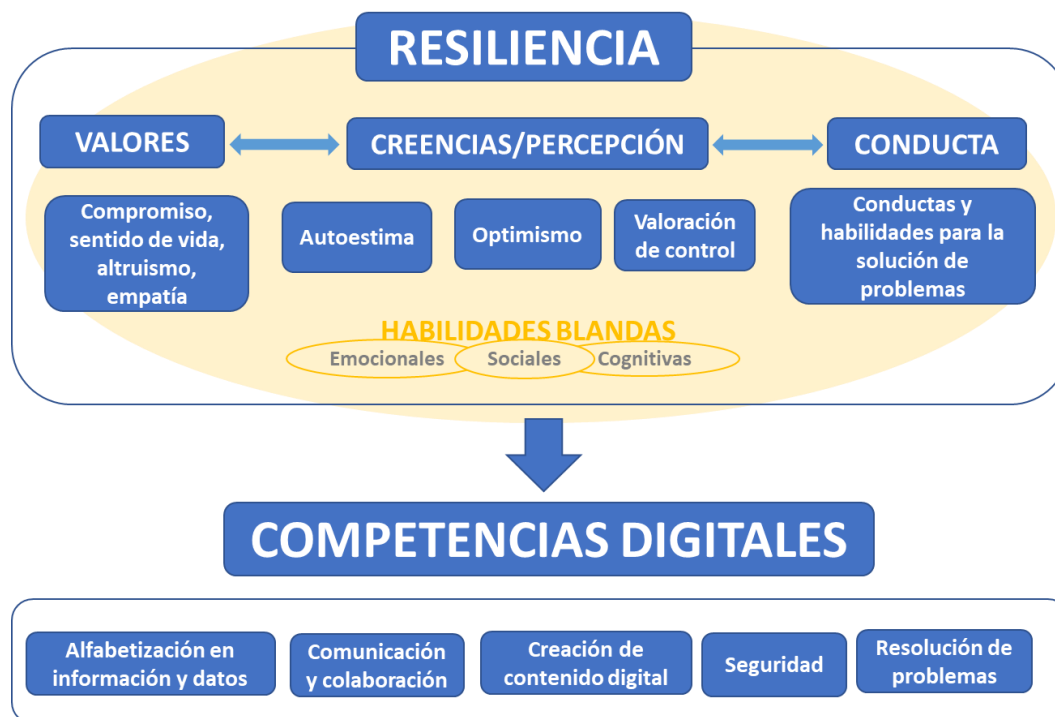 RESILIENCIA
VALORES
CREENCIAS/PERCEPCIÓN
CONDUCTA
Compromiso,
sentido de vida,
altruismo,
empatía
Autoestima
Optimismo
Valoración
de control
Conductas y
habilidades para la
solución de
problemas
HABILIDADES BLANDAS
Emocionales
Sociales
Cognitivas
COMPETENCIAS DIGITALES
Alfabetización en
información y datos
Comunicación
y colaboración
Creación de
contenido digital
Seguridad
Resolución de
problemas